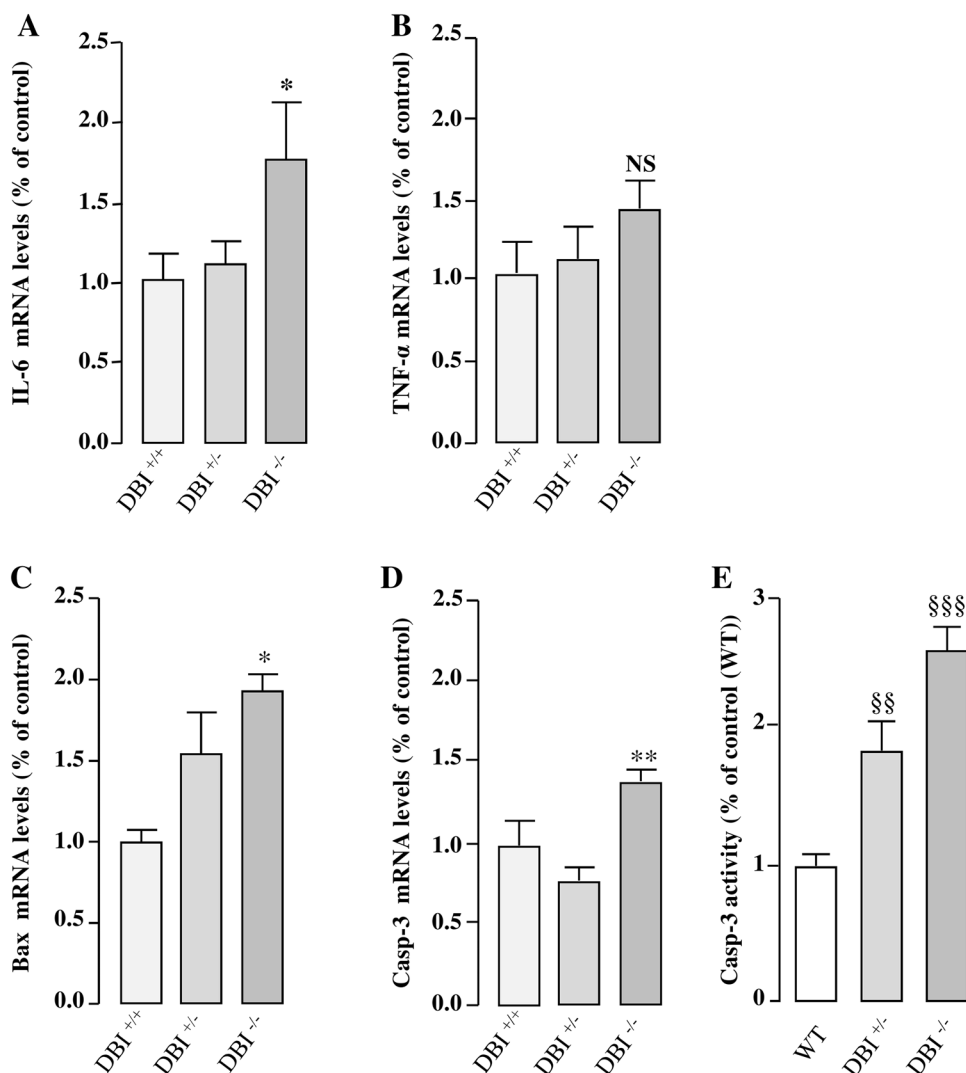 A
IL-6 mRNA levels (% of control)
2.5
2.0
1.5
1.0
0.5
0.0
*
DBI +/+
DBI +/-
DBI -/-
B
TNF-α mRNA levels (% of control)
2.5
2.0
1.5
1.0
0.5
0.0
NS
DBI +/+
DBI +/-
DBI -/-
C
Bax mRNA levels (% of control)
2.5
2.0
1.5
1.0
0.5
0.0
*
DBI +/+
DBI +/-
DBI -/-
D
Casp-3 mRNA levels (% of control)
2.5
2.0
1.5
1.0
0.5
0.0
**
DBI +/+
DBI +/-
DBI -/-
E
Casp-3 activity (% of control (WT))
3
2
1
0
§§
§§§
WT
DBI +/-
DBI -/-